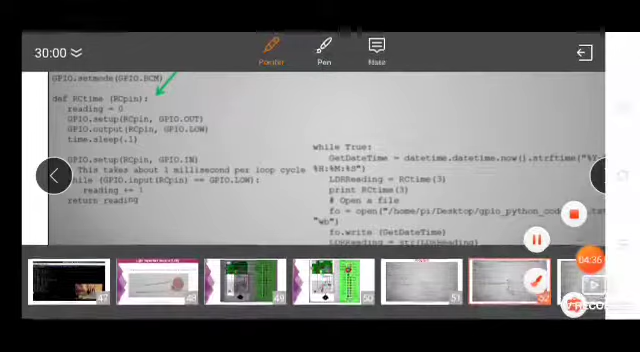 30:00
Pointer
Pen
Note
GPIO.setmode(GPIO.BCM)
def RCtime (RCpin):
reading = 0
GPIO.setup(RCpin, GPIO.OUT)
GPIO.output(RCpin, GPIO.LOW)
time.sleep(.1)
GPIO.setup(RCpin, GPIO.IN)
This takes about 1 millisecond per loop cycle
while (GPIO.input(RCpin) == GPIO.LOW):
reading += 1
return reading
while True:
GetDateTime = datetime.datetime.now().strftime("%Y-
%H:%M:%S")
LDRReading = RCtime(3)
print RCtime(3)
# Open a file
fo = open("/home/pi/Desktop/gpio_python_code
"wb")
fo.write (GetDateTime)
LDRReading = str(LDRReading)
47
48
49
50
51
52
04:36